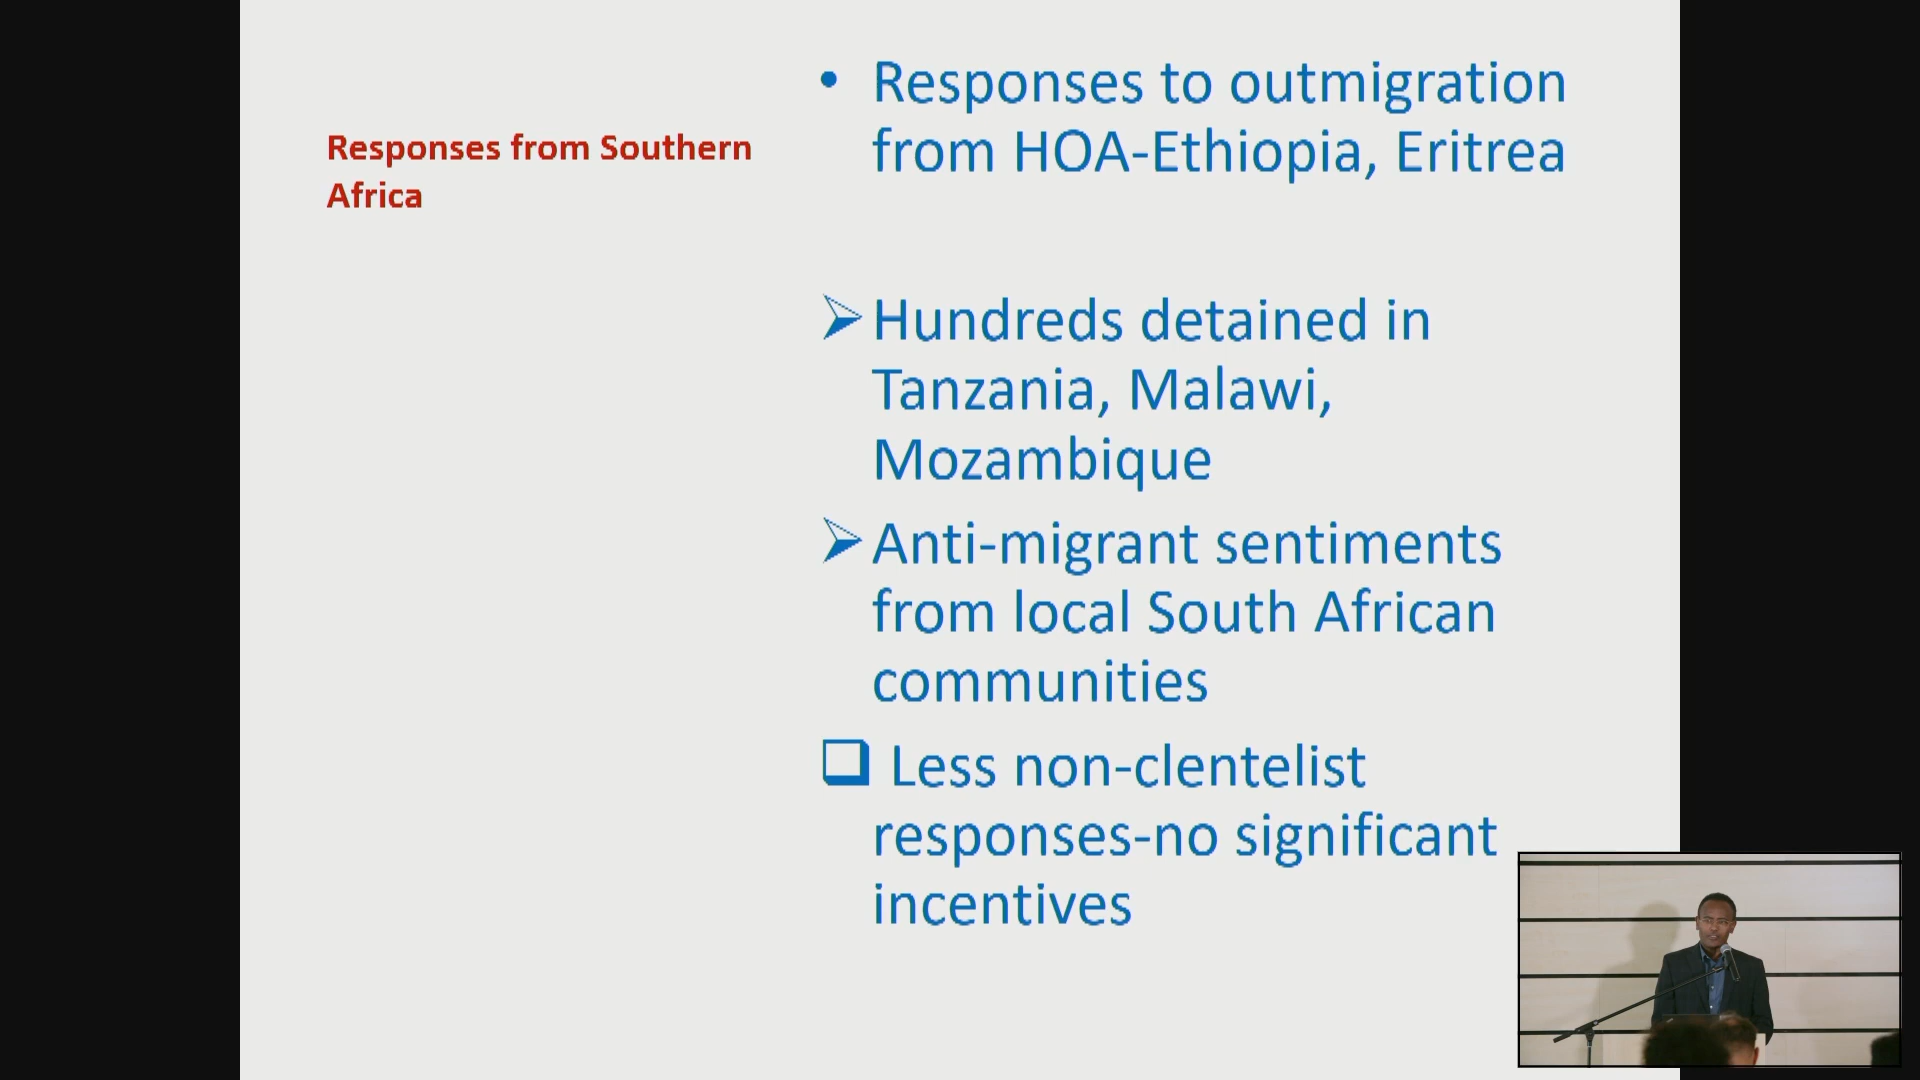 Responses from Southern
Africa
• Responses to outmigration
from HOA-Ethiopia, Eritrea
➢ Hundreds detained in
Tanzania, Malawi,
Mozambique
➢ Anti-migrant sentiments
from local South African
communities
❑ Less non-clentelist
responses-no significant
incentives